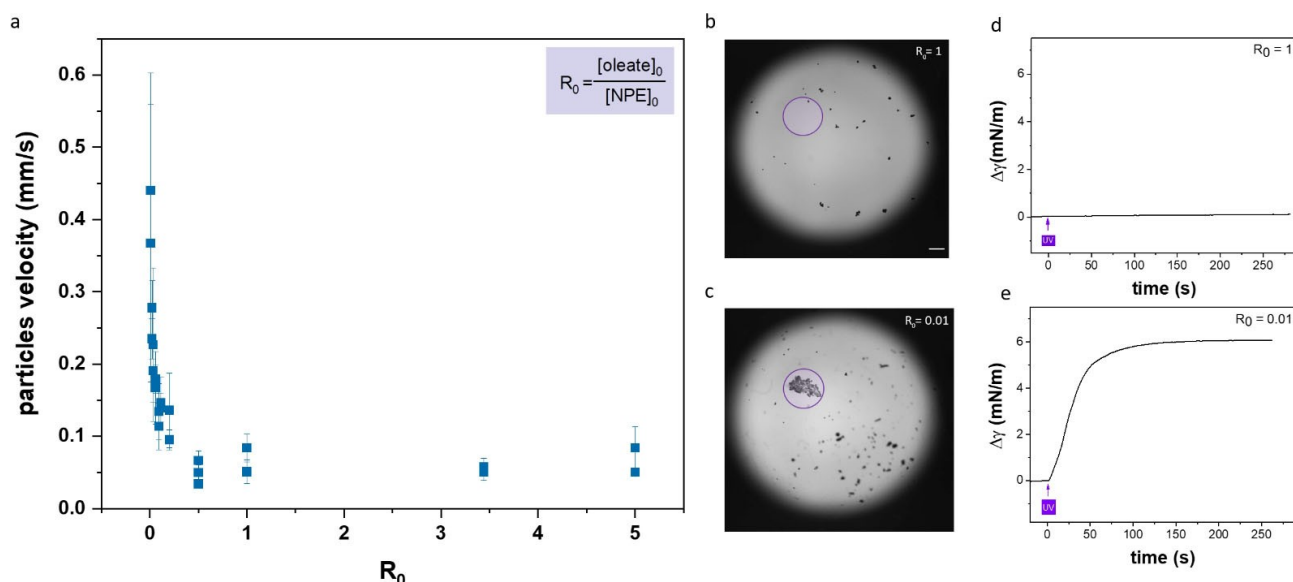 a
particles velocity (mm/s)
0.6
0.5
0.4
0.3
0.2
0.1
0.0
0 1 2 3 4 5
R0
R0 = [oleate]0 / [NPE]0
b
R0 = 1
c
R0 = 0.01
d
R0 = 1
Δγ(mN/m)
6
4
2
0
UV
0 50 100 150 200 250
time (s)
e
R0 = 0.01
Δγ (mN/m)
6
4
2
0
UV
0 50 100 150 200 250
time (s)